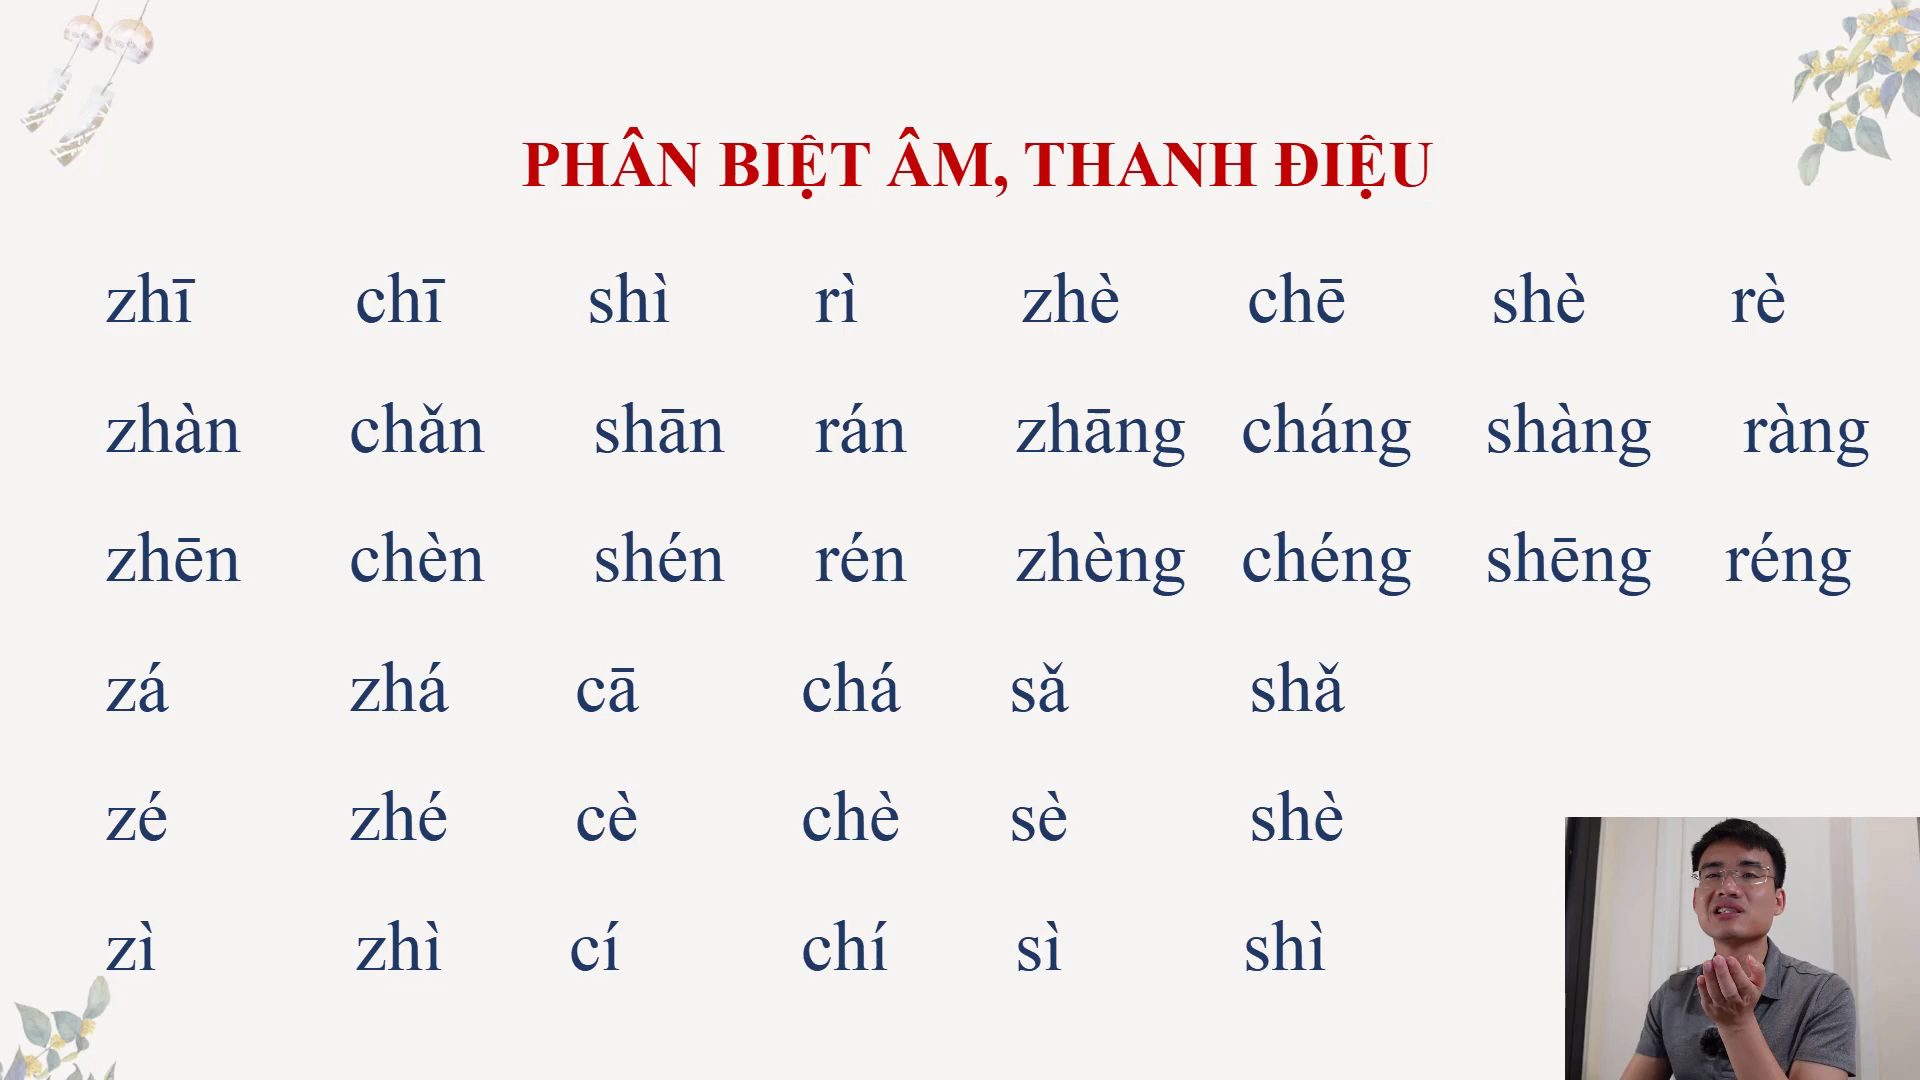 PHÂN BIỆT ÂM, THANH ĐIỆU
zhī chī shì rì zhè chē shè rè
zhàn chǎn shān rán zhāng cháng shàng ràng
zhēn chèn shén rén zhèng chéng shēng réng
zá zhá cā chá sǎ shǎ
zé zhé cè chè sè shè
zì zhì cí chí sì shì